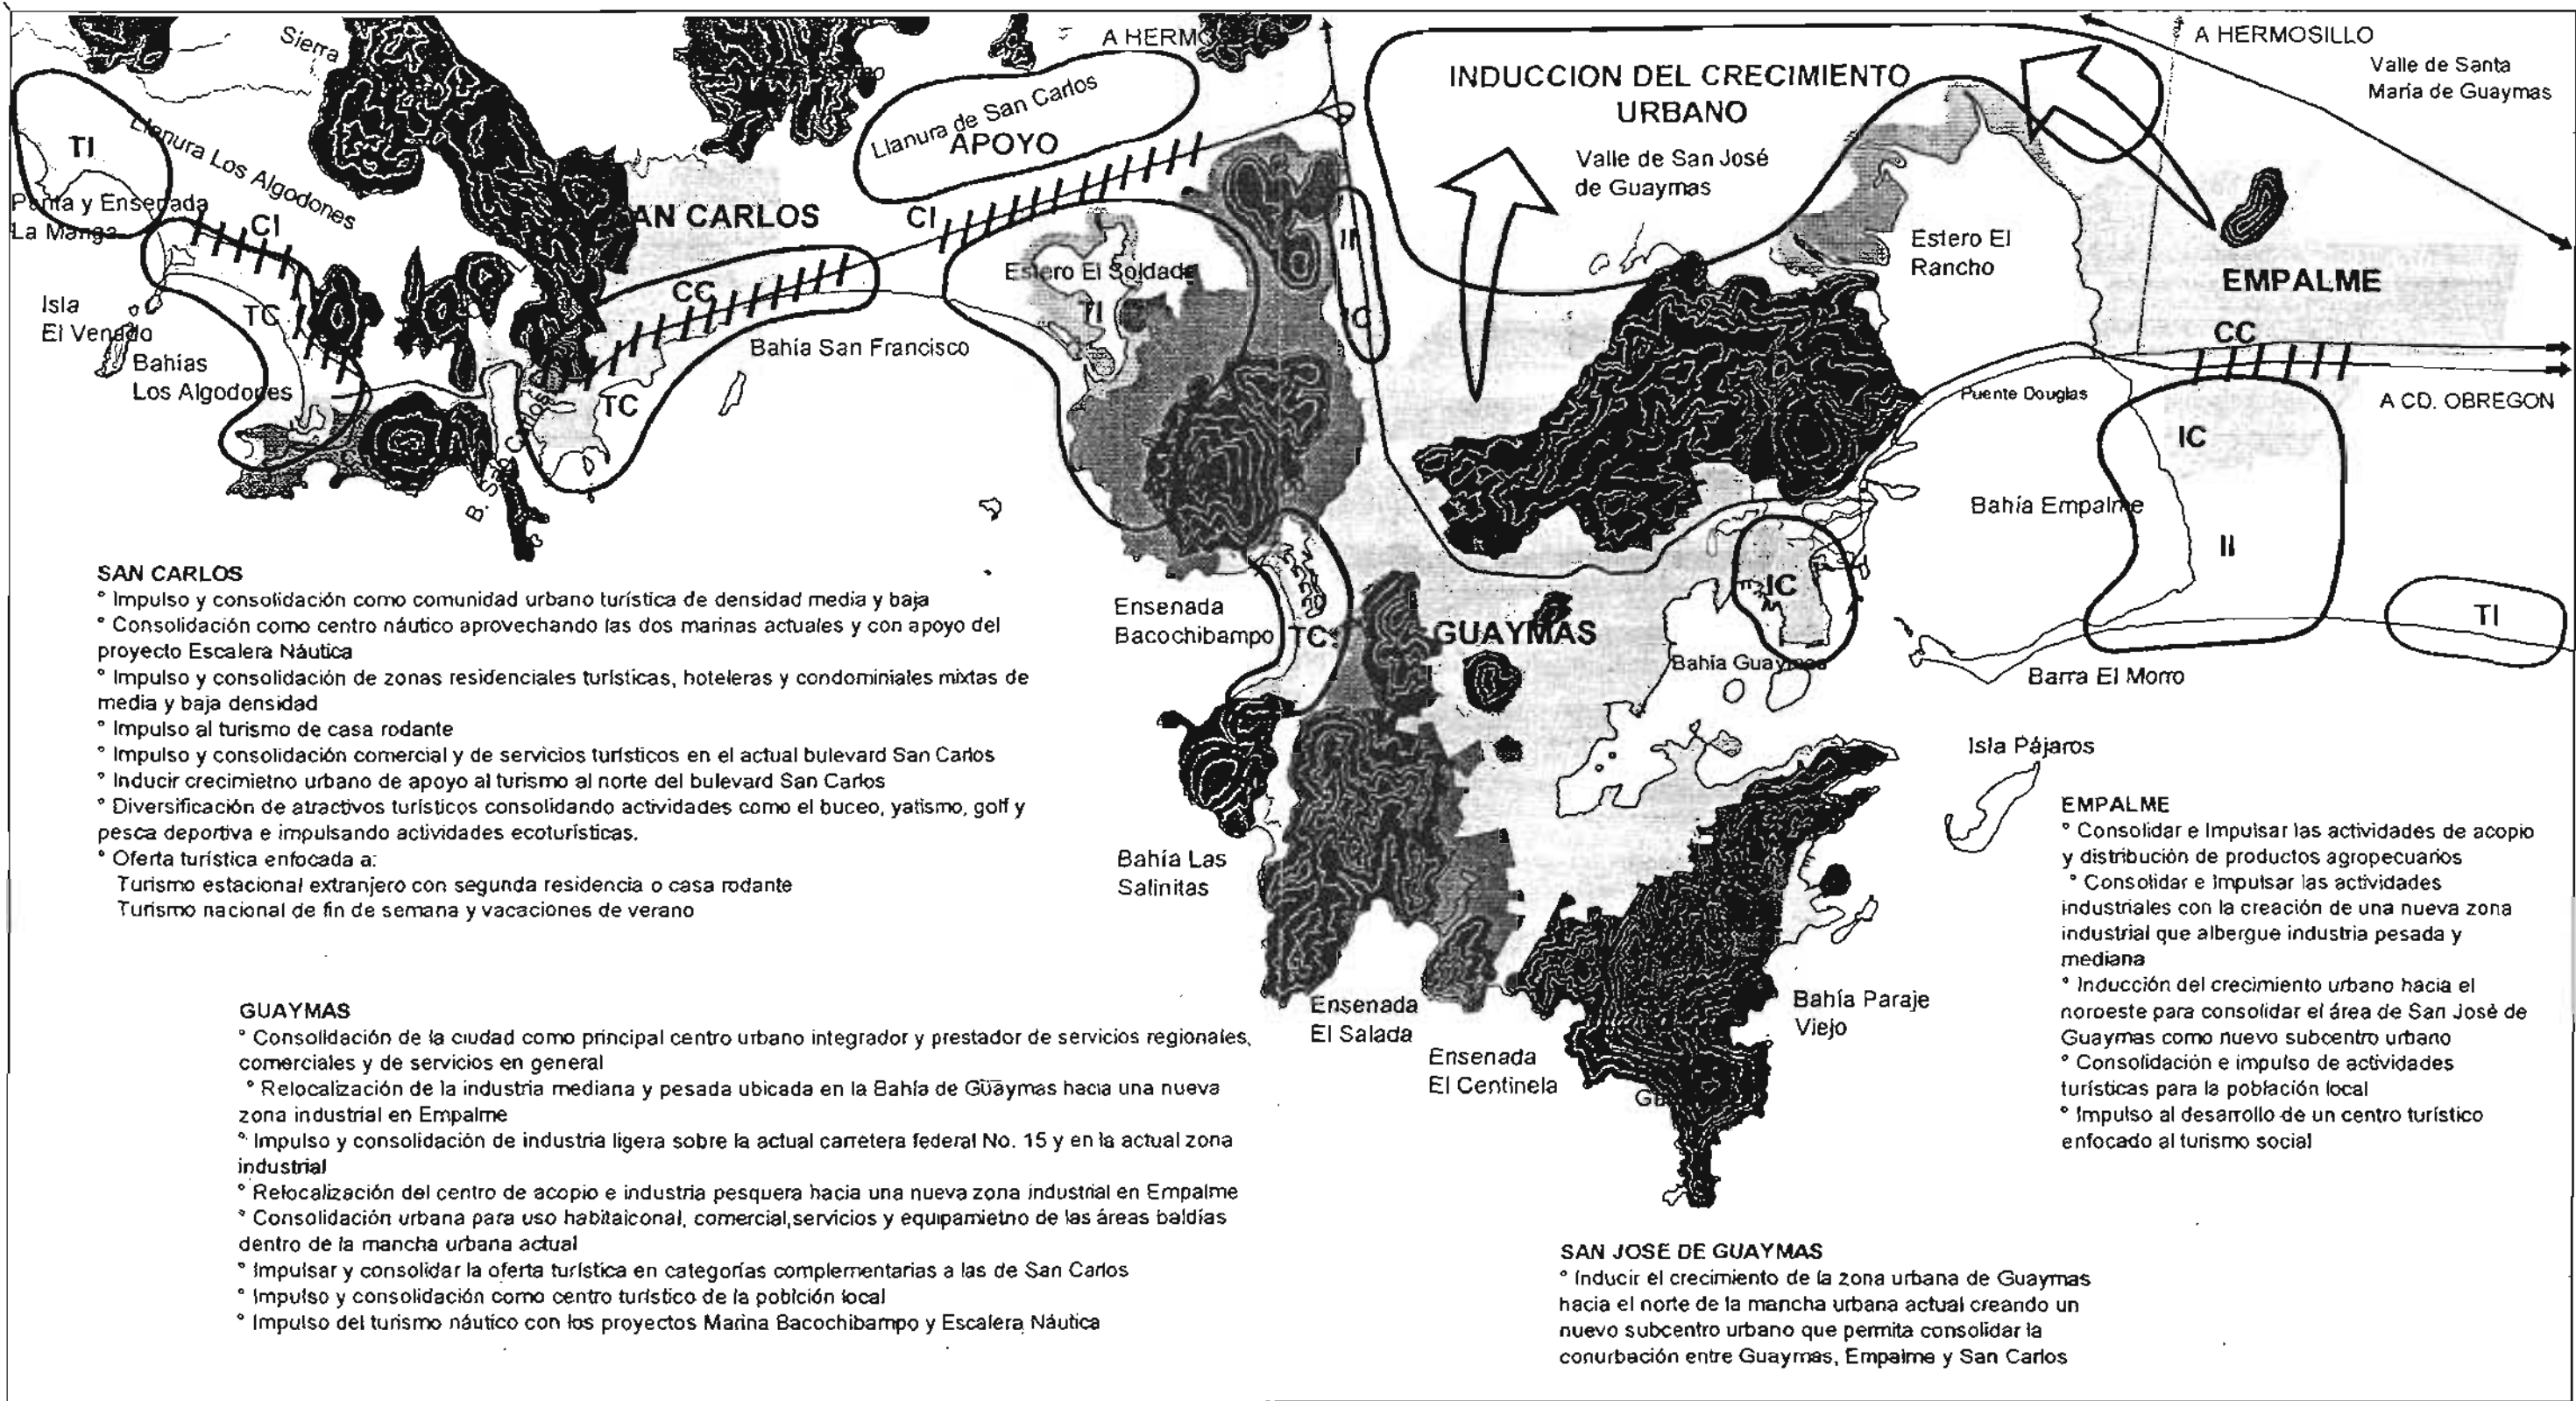 Sierra
A HERMO
A HERMOSILLO
Valle de Santa
María de Guaymas
INDUCCION DEL CRECIMIENTO
URBANO
Valle de San José
de Guaymas
Llanura de San Carlos
APOYO
TI
Llanura Los Algodones
Punta y Ensenada
La Manga
CI
TC
Isla
El Venado
Bahías
Los Algodones
AN CARLOS
CC
TC
B. San Carlos
Bahía San Francisco
CI
Estero El Soldado
TI
II
IC
Estero El
Rancho
EMPALME
CC
Puente Douglas
A CD. OBREGON
IC
II
Bahía Empalme
TI
Barra El Morro
IC
Bahía Guaymas
GUAYMAS
Ensenada
Bacochibampo
TC
Isla Pájaros
Bahía Las
Salinitas
Ensenada
El Salada
Ensenada
El Centinela
Bahía Paraje
Viejo
SAN CARLOS
° Impulso y consolidación como comunidad urbano turística de densidad media y baja
° Consolidación como centro náutico aprovechando las dos marinas actuales y con apoyo del
proyecto Escalera Náutica
° Impulso y consolidación de zonas residenciales turísticas, hoteleras y condominiales mixtas de
media y baja densidad
° Impulso al turismo de casa rodante
° Impulso y consolidación comercial y de servicios turísticos en el actual bulevard San Carlos
° Inducir crecimietno urbano de apoyo al turismo al norte del bulevard San Carlos
° Diversificación de atractivos turísticos consolidando actividades como el buceo, yatismo, golf y
pesca deportiva e impulsando actividades ecoturísticas.
° Oferta turística enfocada a:
Turismo estacional extranjero con segunda residencia o casa rodante
Turismo nacional de fin de semana y vacaciones de verano
GUAYMAS
° Consolidación de la ciudad como principal centro urbano integrador y prestador de servicios regionales,
comerciales y de servicios en general
° Relocalización de la industria mediana y pesada ubicada en la Bahía de Guaymas hacia una nueva
zona industrial en Empalme
° Impulso y consolidación de industria ligera sobre la actual carretera federal No. 15 y en la actual zona
industrial
° Relocalización del centro de acopio e industria pesquera hacia una nueva zona industrial en Empalme
° Consolidación urbana para uso habitaiconal, comercial,servicios y equipamietno de las áreas baldías
dentro de la mancha urbana actual
° Impulsar y consolidar la oferta turística en categorías complementarias a las de San Carlos
° Impulso y consolidación como centro turístico de la poblción local
° Impulso del turismo náutico con los proyectos Marina Bacochibampo y Escalera Náutica
EMPALME
° Consolidar e Impulsar las actividades de acopio
y distribución de productos agropecuarios
° Consolidar e Impulsar las actividades
industriales con la creación de una nueva zona
industrial que albergue industria pesada y
mediana
° Inducción del crecimiento urbano hacia el
noroeste para consolidar el área de San José de
Guaymas como nuevo subcentro urbano
° Consolidación e impulso de actividades
turísticas para la población local
° Impulso al desarrollo de un centro turístico
enfocado al turismo social
SAN JOSE DE GUAYMAS
° Inducir el crecimiento de la zona urbana de Guaymas
hacia el norte de la mancha urbana actual creando un
nuevo subcentro urbano que permita consolidar la
conurbación entre Guaymas, Empalme y San Carlos